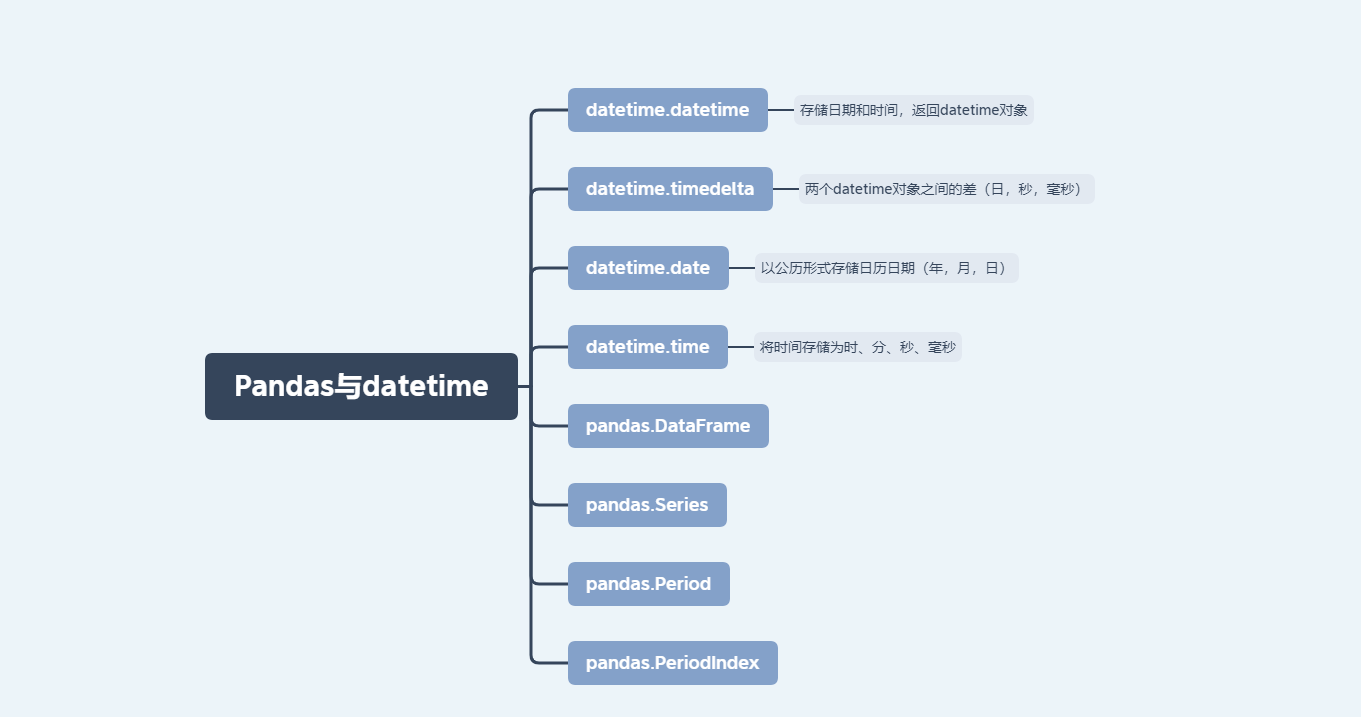 datetime.datetime
存储日期和时间，返回datetime对象
datetime.timedelta
两个datetime对象之间的差（日，秒，毫秒）
datetime.date
以公历形式存储日历日期（年，月，日）
datetime.time
将时间存储为时、分、秒、毫秒
Pandas与datetime
pandas.DataFrame
pandas.Series
pandas.Period
pandas.PeriodIndex